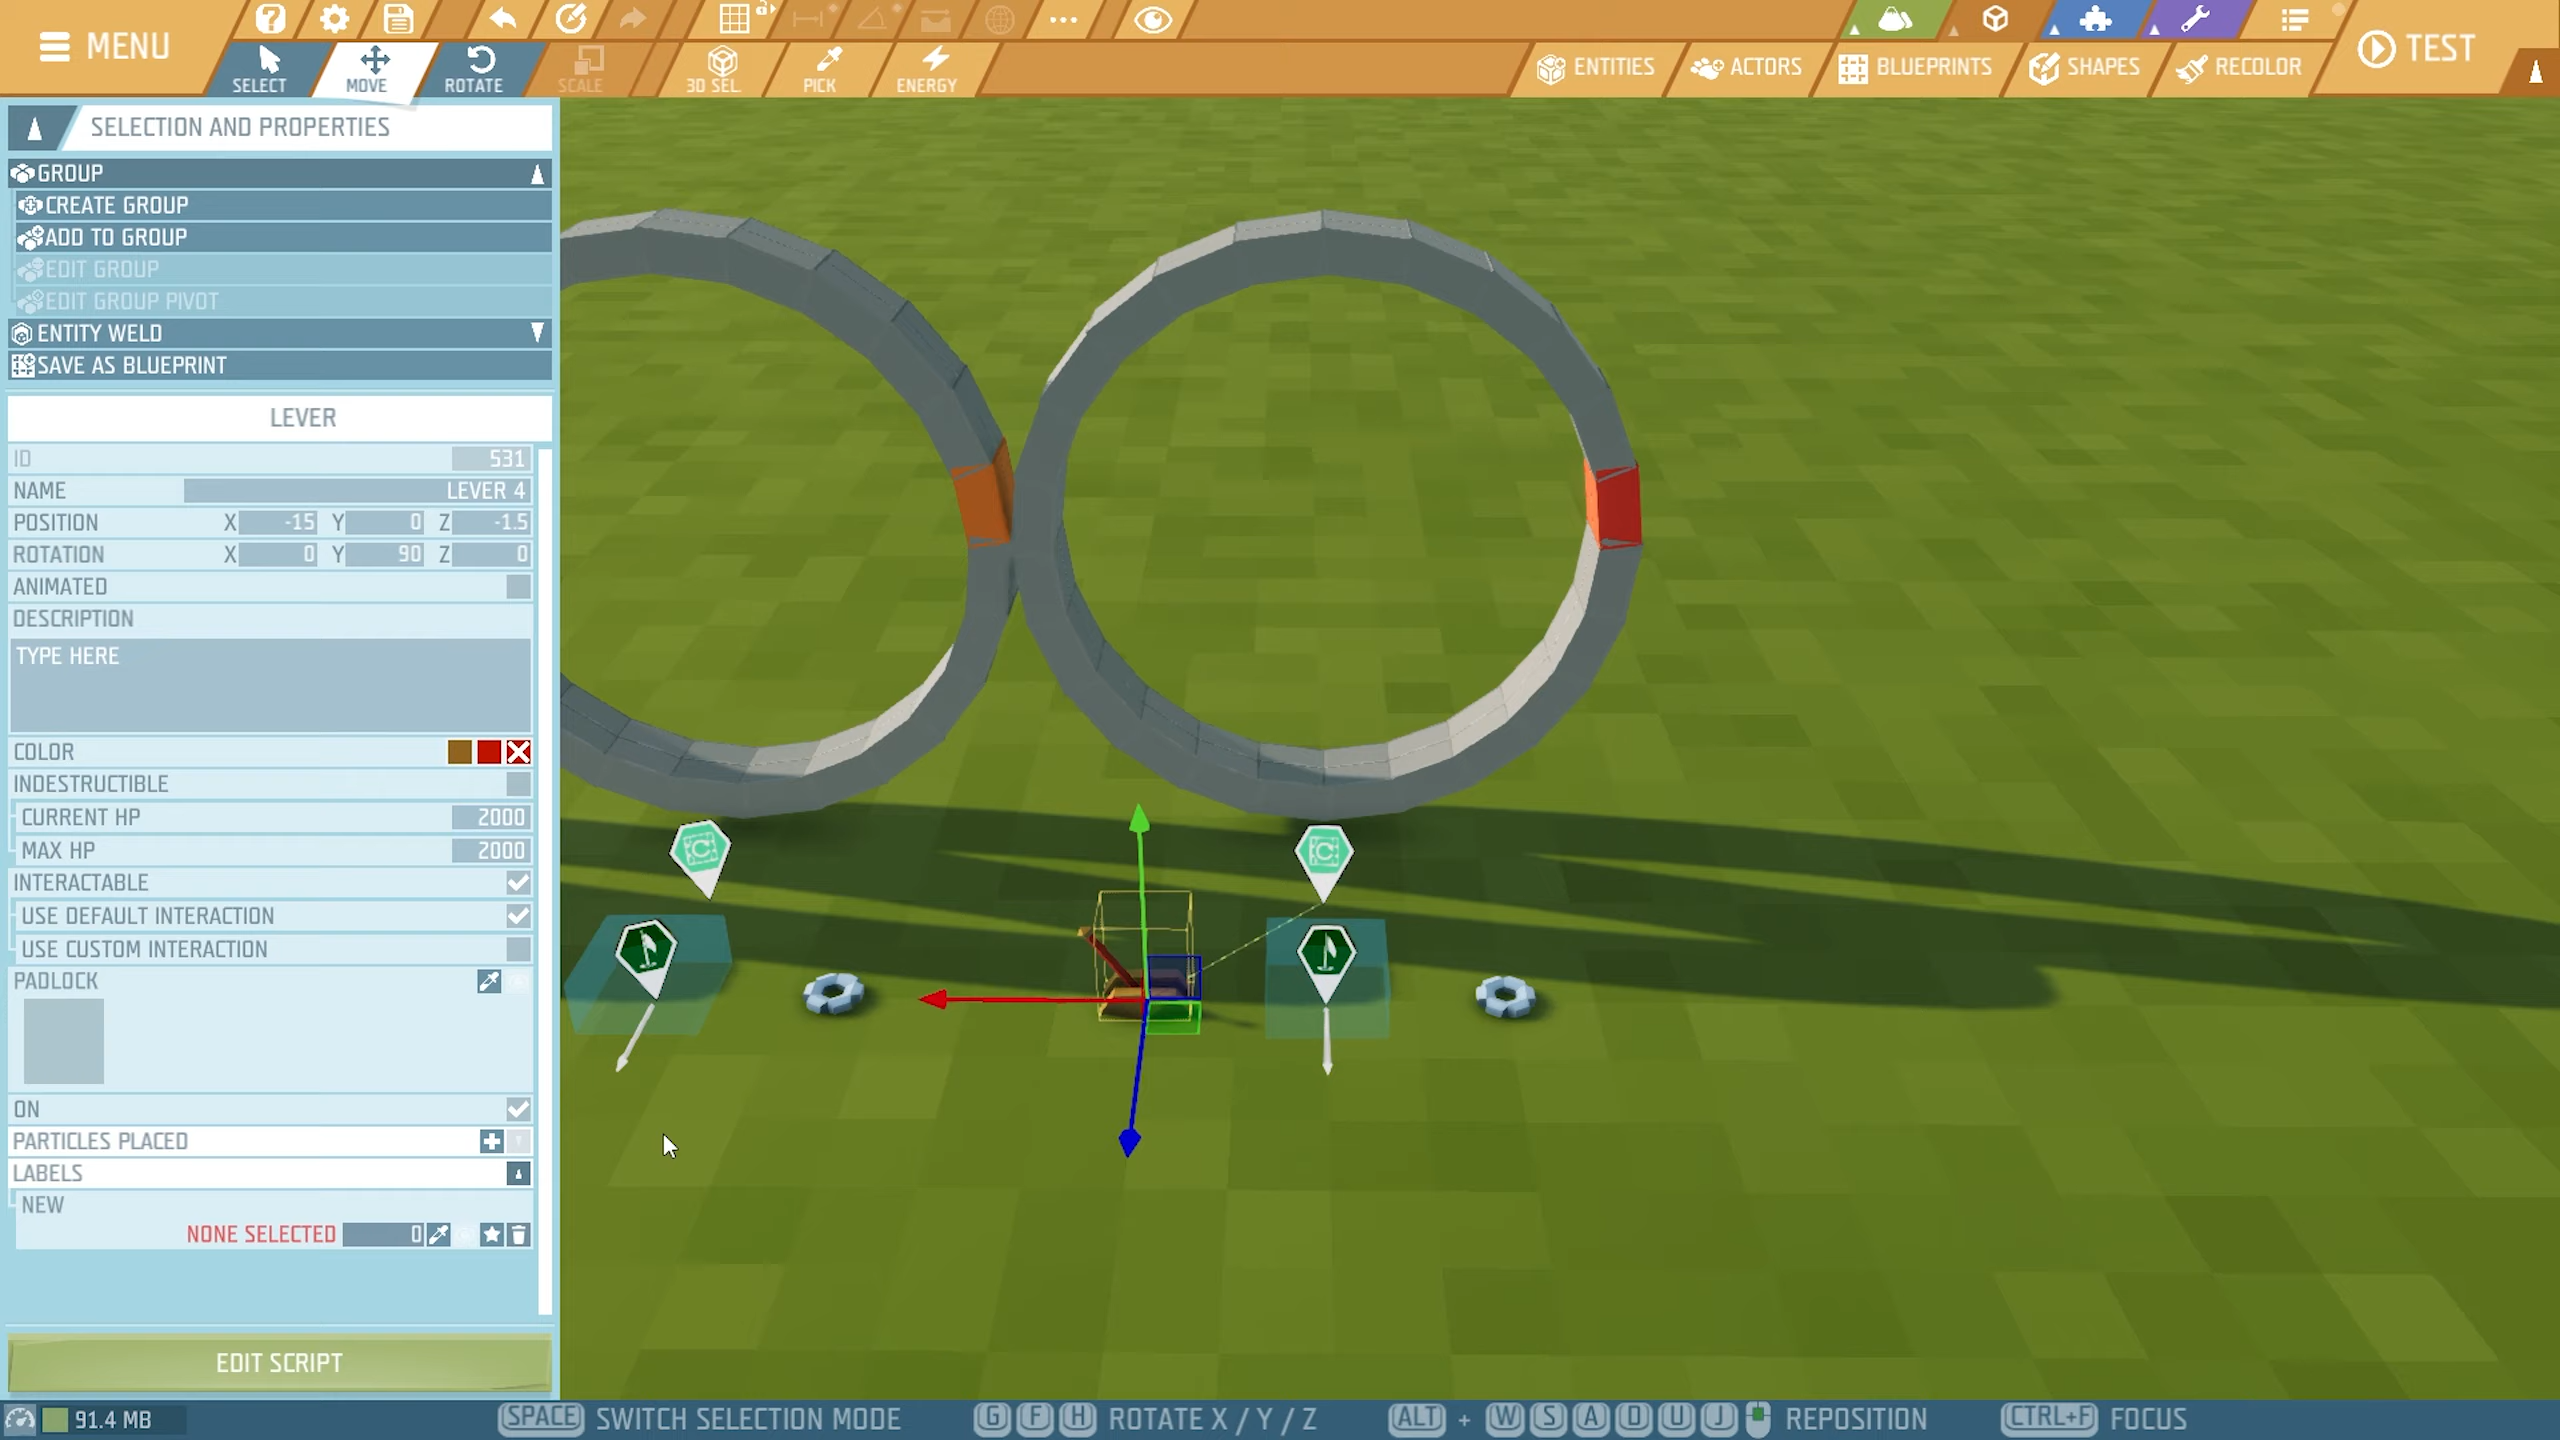 MENU
SELECT
MOVE
ROTATE
SCALE
3D SEL.
PICK
ENERGY
ENTITIES
ACTORS
BLUEPRINTS
SHAPES
RECOLOR
TEST
SELECTION AND PROPERTIES
GROUP
CREATE GROUP
ADD TO GROUP
EDIT GROUP
EDIT GROUP PIVOT
ENTITY WELD
SAVE AS BLUEPRINT
LEVER
ID 531
NAME LEVER 4
POSITION X -15 Y 0 Z -1.5
ROTATION X 0 Y 90 Z 0
ANIMATED
DESCRIPTION
TYPE HERE
COLOR
INDESTRUCTIBLE
CURRENT HP 2000
MAX HP 2000
INTERACTABLE
USE DEFAULT INTERACTION
USE CUSTOM INTERACTION
PADLOCK
ON
PARTICLES PLACED
LABELS
NEW
NONE SELECTED 0
EDIT SCRIPT
91.4 MB
SPACE SWITCH SELECTION MODE G F H ROTATE X / Y / Z ALT + W S A D U J REPOSITION CTRL+F FOCUS